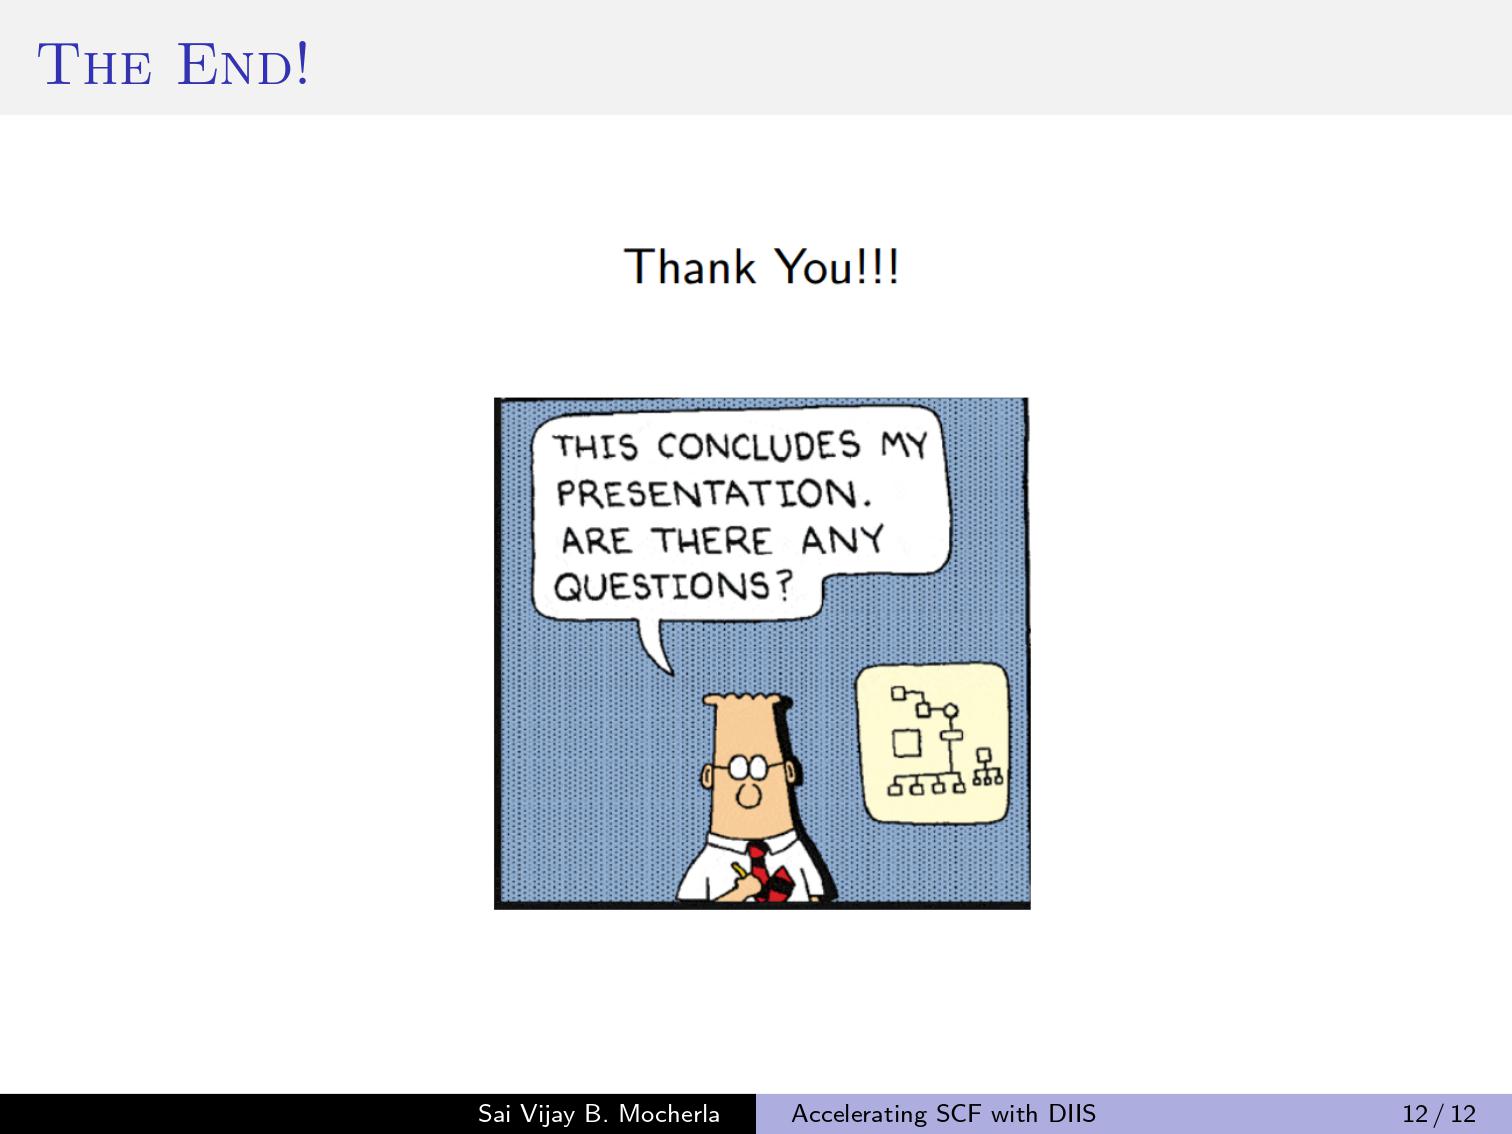 The End!
Thank You!!!
THIS CONCLUDES MY
PRESENTATION.
ARE THERE ANY
QUESTIONS?
Sai Vijay B. Mocherla
Accelerating SCF with DIIS
12 / 12